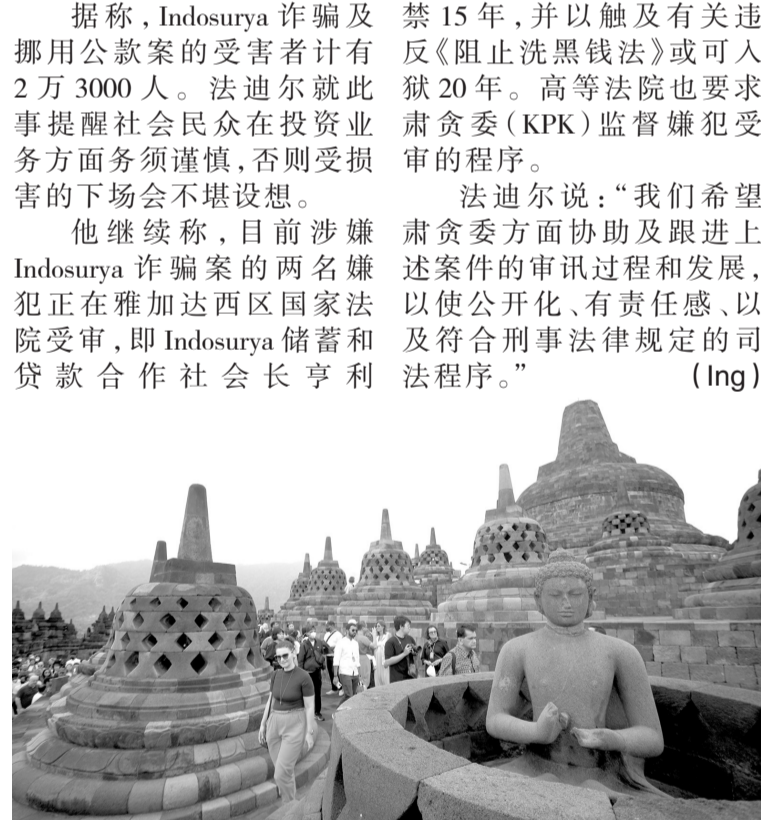 据称,Indosurya 诈骗及
挪用公款案的受害者计有
2 万 3000 人。法迪尔就此
事提醒社会民众在投资业
务方面务须谨慎,否则受损
害的下场会不堪设想。
他继续称,目前涉嫌
Indosurya 诈骗案的两名嫌
犯正在雅加达西区国家法
院受审,即 Indosurya 储蓄和
贷款合作社会长亨利
禁 15 年,并以触及有关违
反《阻止洗黑钱法》或可入
狱 20 年。高等法院也要求
肃贪委(KPK)监督嫌犯受
审的程序。
法迪尔说:“我们希望
肃贪委方面协助及跟进上
述案件的审讯过程和发展,
以使公开化、有责任感、以
及符合刑事法律规定的司
法程序。” (Ing)